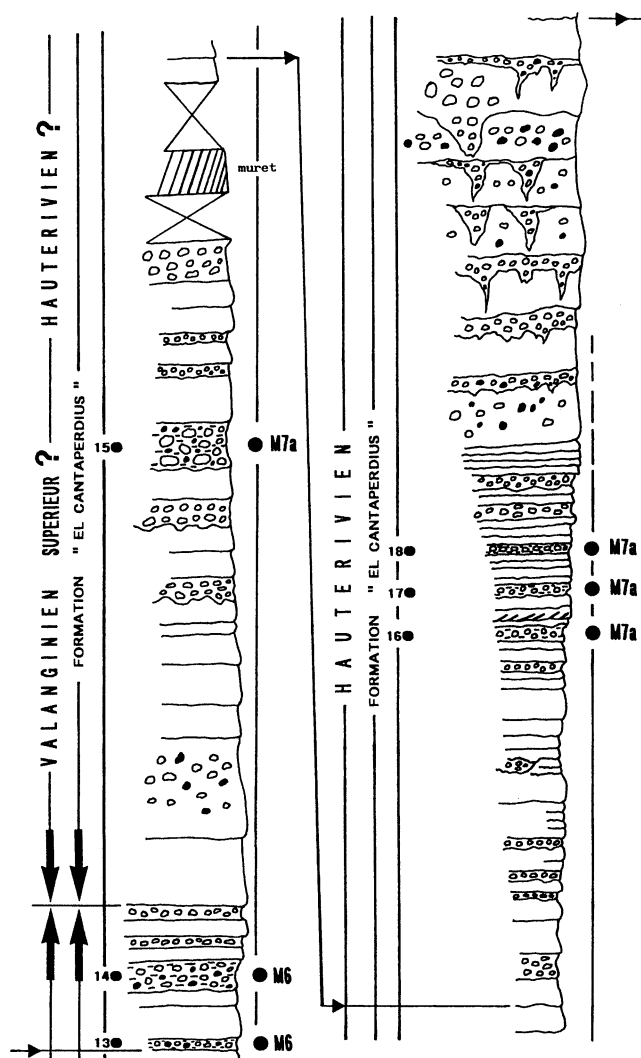 VALANGINIEN SUPERIEUR ? HAUTERIVIEN ?
FORMATION " EL CANTAPERDIUS "
muret
15 M7a
14 M6
13 M6
HAUTERIVIEN
FORMATION " EL CANTAPERDIUS "
18 M7a
17 M7a
16 M7a